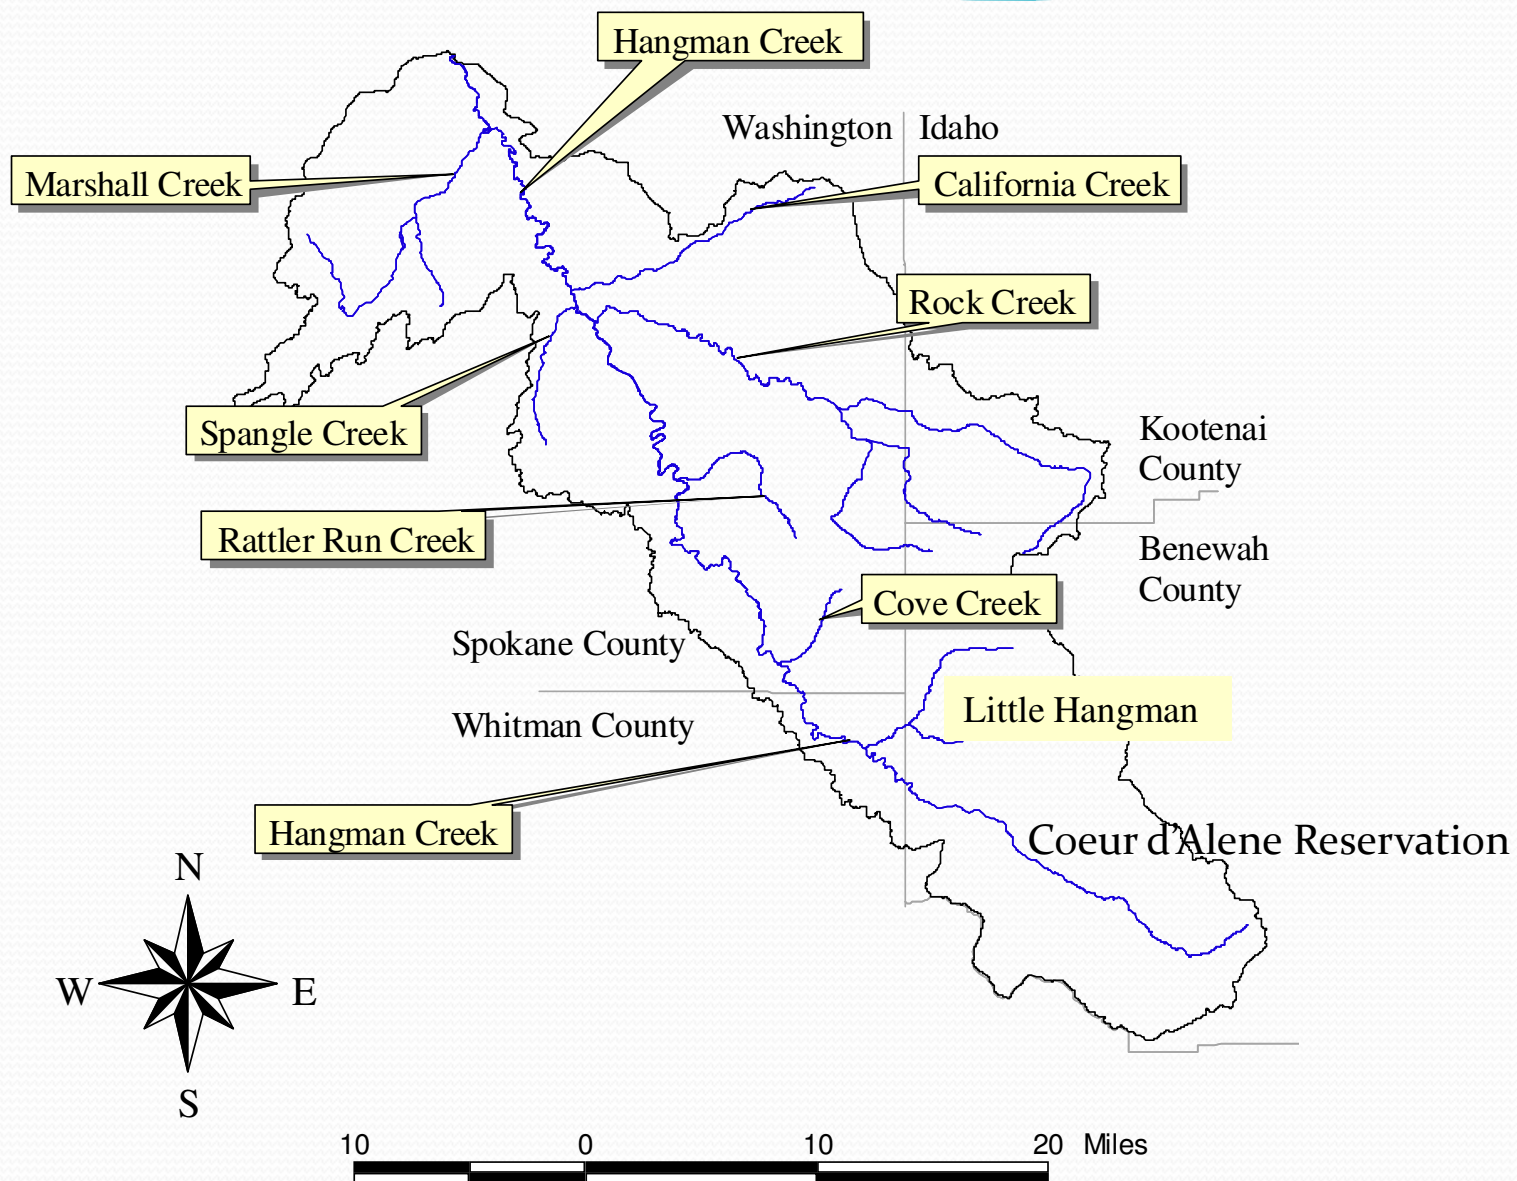 Hangman Creek
Washington
Idaho
Marshall Creek
California Creek
Rock Creek
Spangle Creek
Kootenai
County
Rattler Run Creek
Benewah
County
Cove Creek
Spokane County
Little Hangman
Whitman County
Hangman Creek
Coeur d'Alene Reservation
N
W
E
S
10 0 10 20 Miles